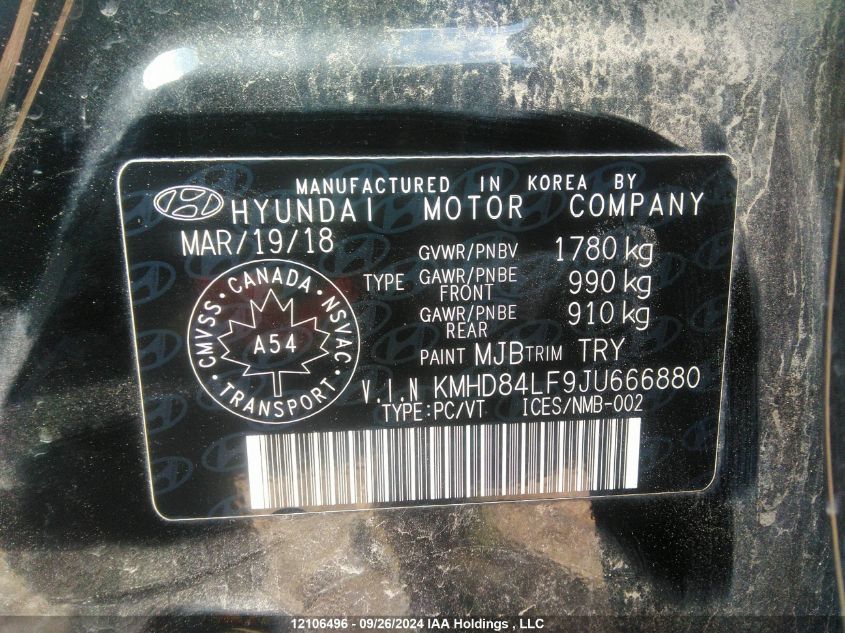 MANUFACTURED IN KOREA BY
HYUNDAI MOTOR COMPANY
MAR/19/18
GVWR/PNBV 1780 kg
TYPE GAWR/PNBE FRONT 990 kg
GAWR/PNBE REAR 910 kg
CMVSS • CANADA • NSVAC • TRANSPORT •
A54
PAINT MJB TRIM TRY
V.I.N KMHD84LF9JU666880
TYPE:PC/VT ICES/NMB-002
12106496 - 09/26/2024 IAA Holdings , LLC